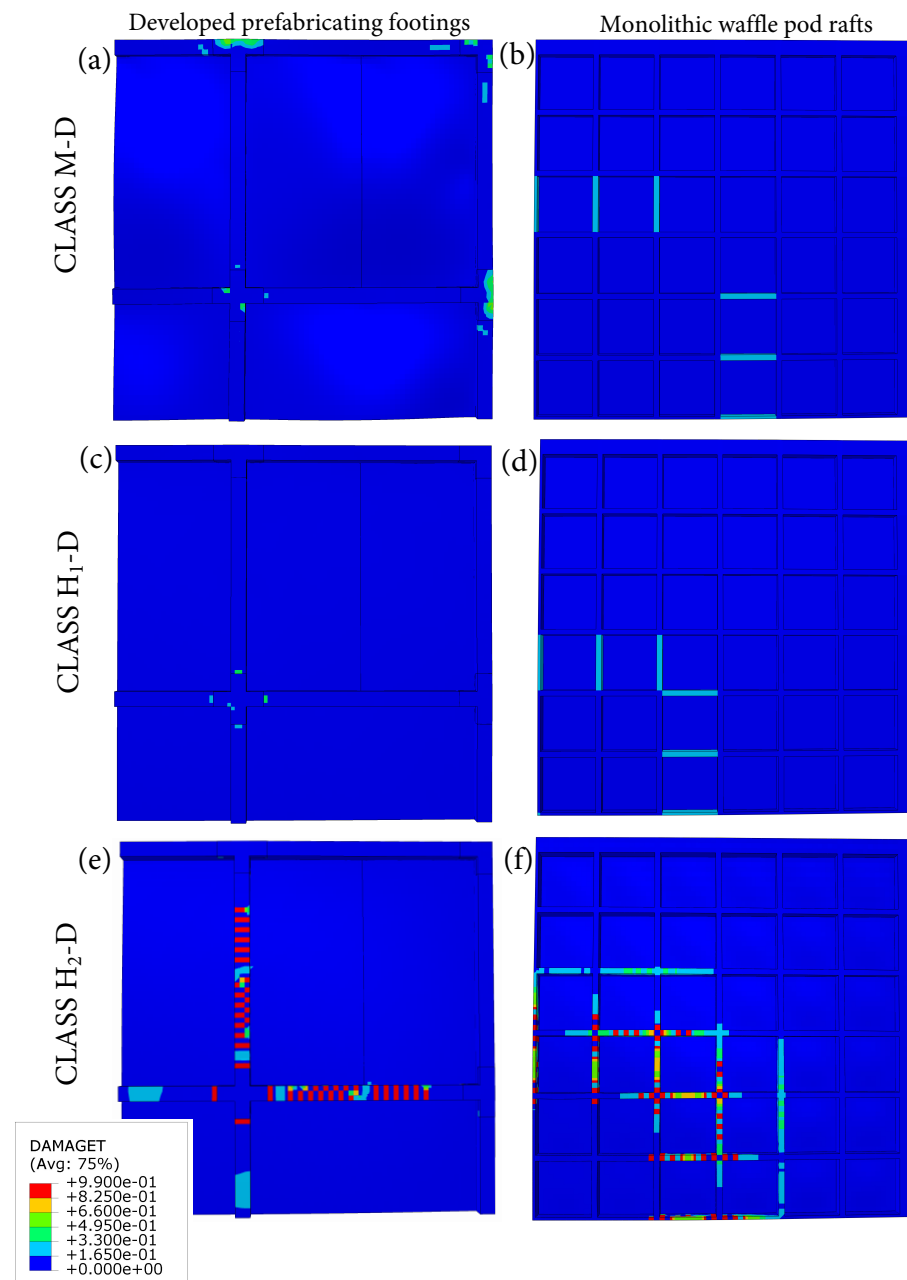 Developed prefabricating footings
Monolithic waffle pod rafts
CLASS M-D
(a)
(b)
CLASS H₁-D
(c)
(d)
CLASS H₂-D
(e)
(f)
DAMAGET
(Avg: 75%)
+9.900e-01
+8.250e-01
+6.600e-01
+4.950e-01
+3.300e-01
+1.650e-01
+0.000e+00